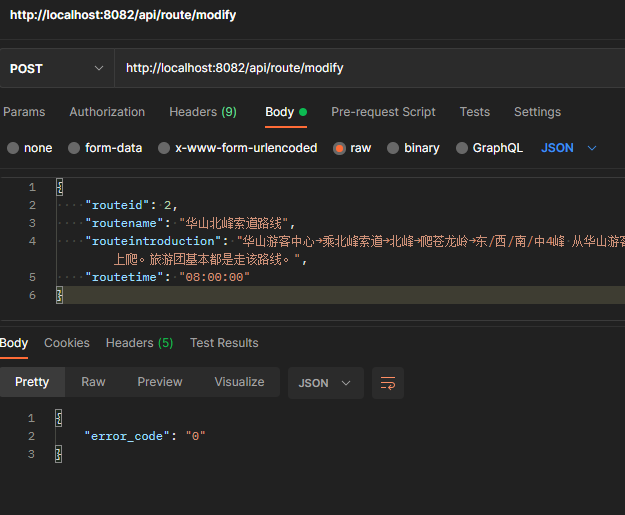 http://localhost:8082/api/route/modify
POST http://localhost:8082/api/route/modify
Params Authorization Headers (9) Body Pre-request Script Tests Settings
none form-data x-www-form-urlencoded raw binary GraphQL JSON
1 {
2 "routeid": 2,
3 "routename": "华山北峰索道路线",
4 "routeintroduction": "华山游客中心→乘北峰索道→北峰→爬苍龙岭→东/西/南/中4峰 从华山游客
上爬。旅游团基本都是走该路线。",
5 "routetime": "08:00:00"
6 }
Body Cookies Headers (5) Test Results
Pretty Raw Preview Visualize JSON
1 {
2 "error_code": "0"
3 }